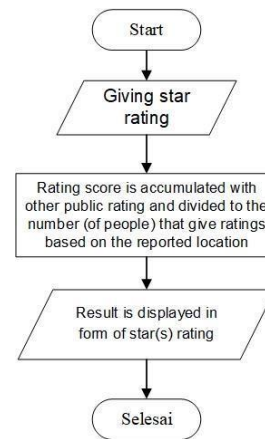 Start
Giving star
rating
Rating score is accumulated with
other public rating and divided to the
number (of people) that give ratings
based on the reported location
Result is displayed in
form of star(s) rating
Selesai